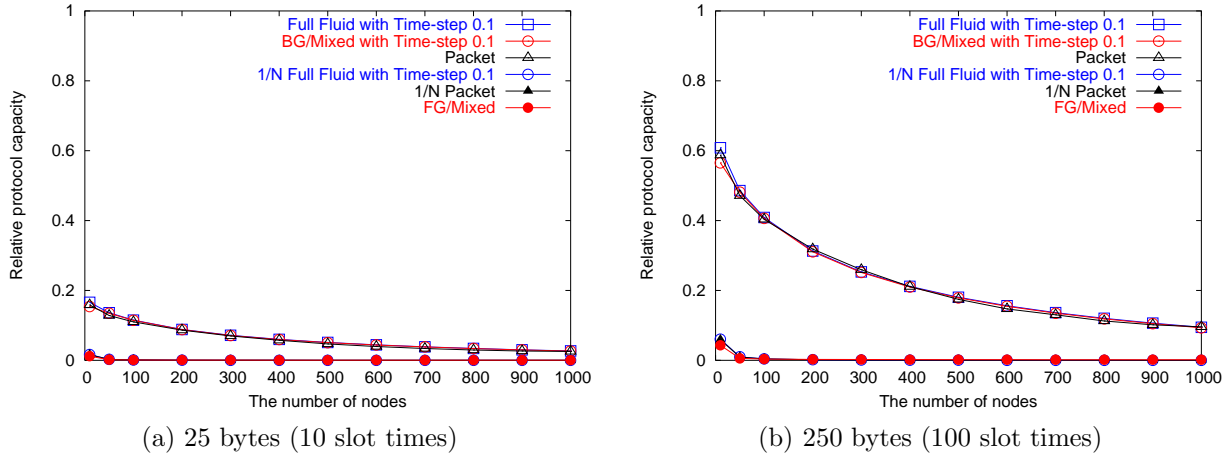 1
0.8
0.6
0.4
0.2
0
Relative protocol capacity
Full Fluid with Time-step 0.1
BG/Mixed with Time-step 0.1
Packet
1/N Full Fluid with Time-step 0.1
1/N Packet
FG/Mixed
0 100 200 300 400 500 600 700 800 900 1000
The number of nodes
(a) 25 bytes (10 slot times)
1
0.8
0.6
0.4
0.2
0
Relative protocol capacity
Full Fluid with Time-step 0.1
BG/Mixed with Time-step 0.1
Packet
1/N Full Fluid with Time-step 0.1
1/N Packet
FG/Mixed
0 100 200 300 400 500 600 700 800 900 1000
The number of nodes
(b) 250 bytes (100 slot times)